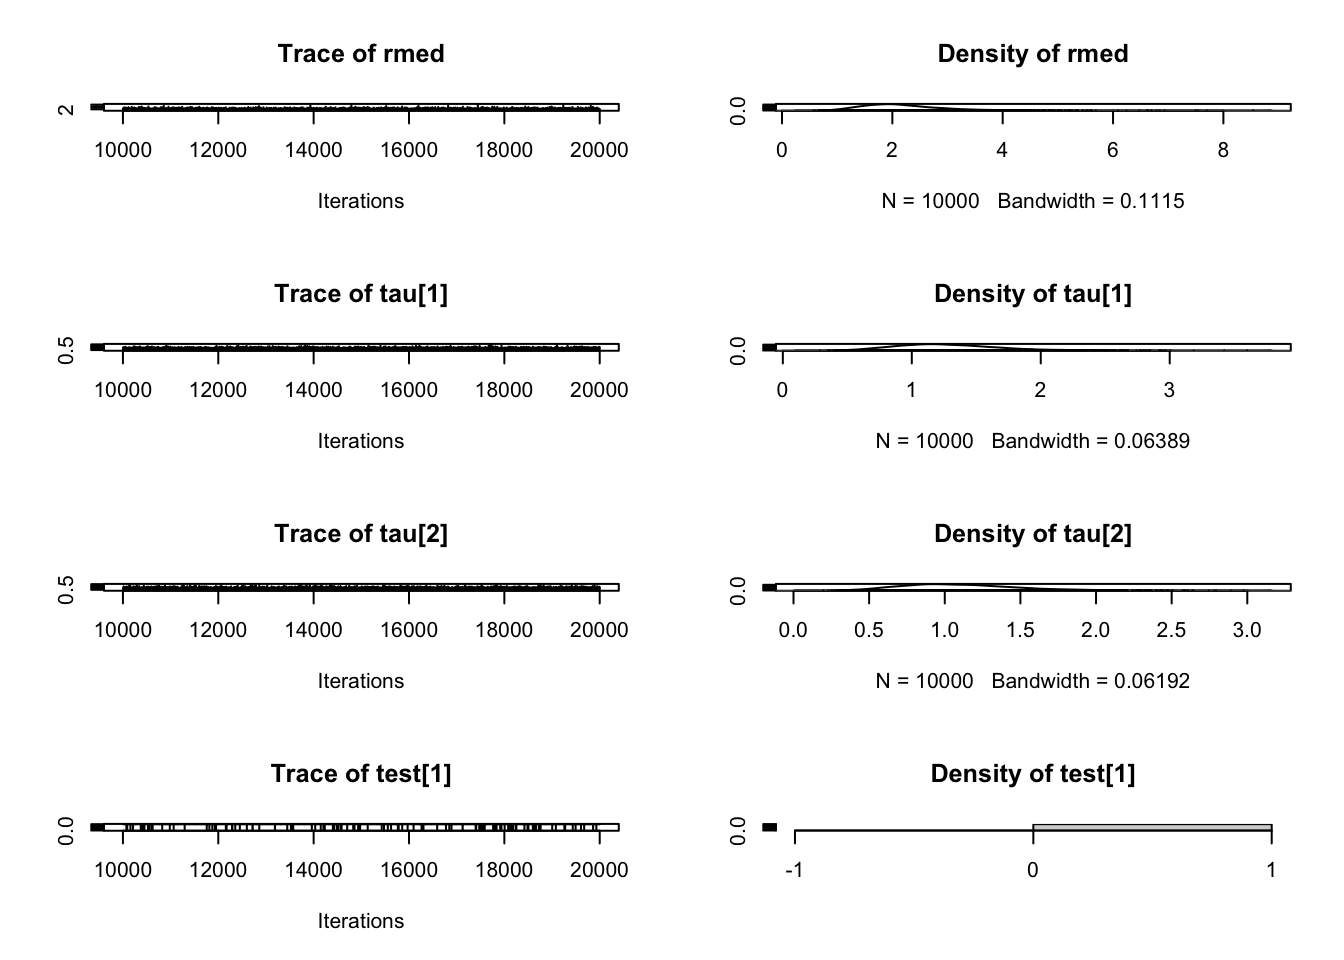 Trace of rmed
2
10000 12000 14000 16000 18000 20000
Iterations
Density of rmed
0.0
0 2 4 6 8
N = 10000 Bandwidth = 0.1115
Trace of tau[1]
0.5
10000 12000 14000 16000 18000 20000
Iterations
Density of tau[1]
0.0
0 1 2 3
N = 10000 Bandwidth = 0.06389
Trace of tau[2]
0.5
10000 12000 14000 16000 18000 20000
Iterations
Density of tau[2]
0.0
0.0 0.5 1.0 1.5 2.0 2.5 3.0
N = 10000 Bandwidth = 0.06192
Trace of test[1]
0.0
10000 12000 14000 16000 18000 20000
Iterations
Density of test[1]
0.0
-1 0 1